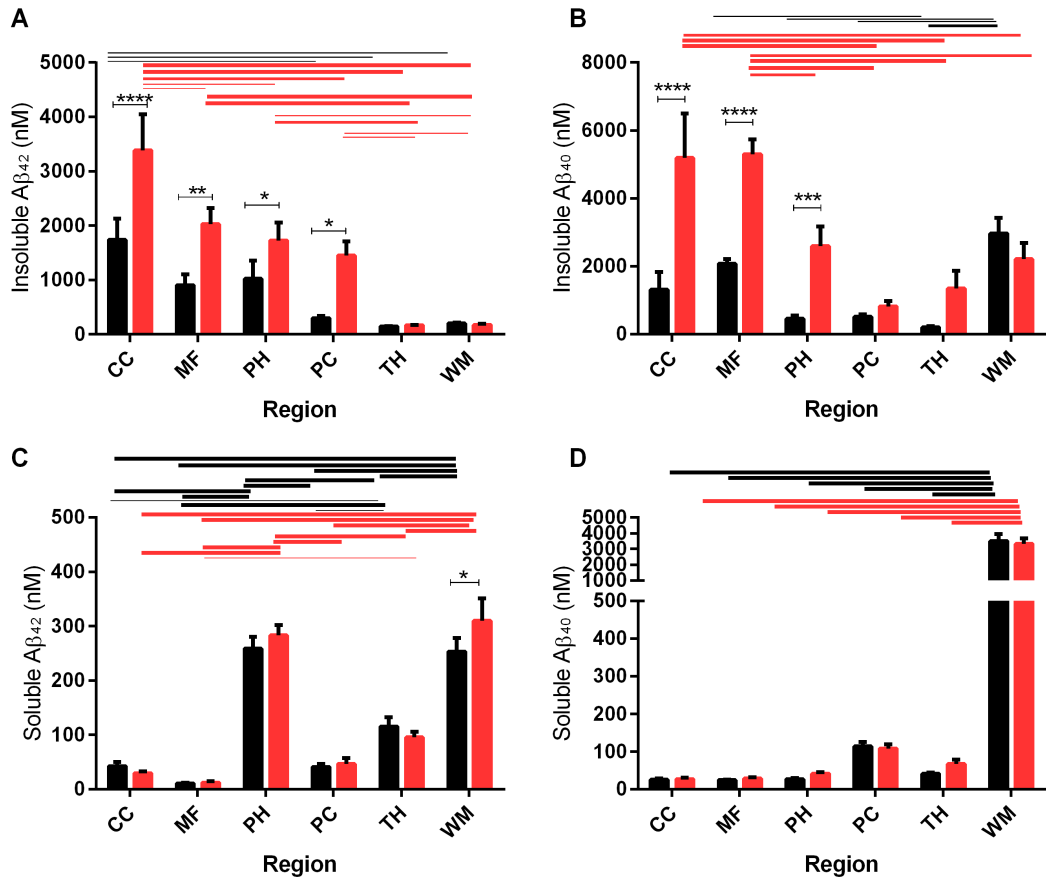 A
Insoluble Aβ42 (nM)
5000
4000
3000
2000
1000
0
****
**
*
*
CC
MF
PH
PC
TH
WM
Region
B
Insoluble Aβ40 (nM)
8000
6000
4000
2000
0
****
****
***
CC
MF
PH
PC
TH
WM
Region
C
Soluble Aβ42 (nM)
500
400
300
200
100
0
*
CC
MF
PH
PC
TH
WM
Region
D
Soluble Aβ40 (nM)
5000
4000
3000
2000
1000
500
400
300
200
100
0
CC
MF
PH
PC
TH
WM
Region